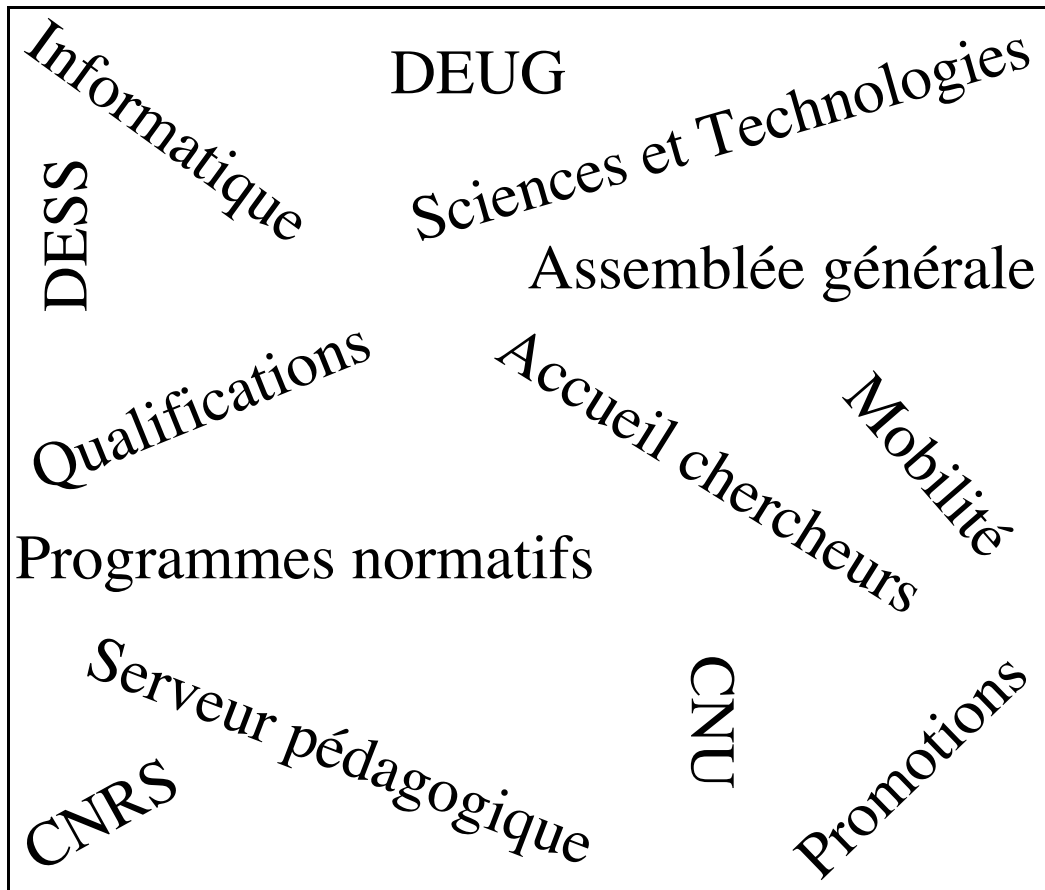 Informatique
DEUG
Sciences et Technologies
DESS
Assemblée générale
Qualifications
Accueil chercheurs
Mobilité
Programmes normatifs
Serveur pédagogique
CNU
Promotions
CNRS